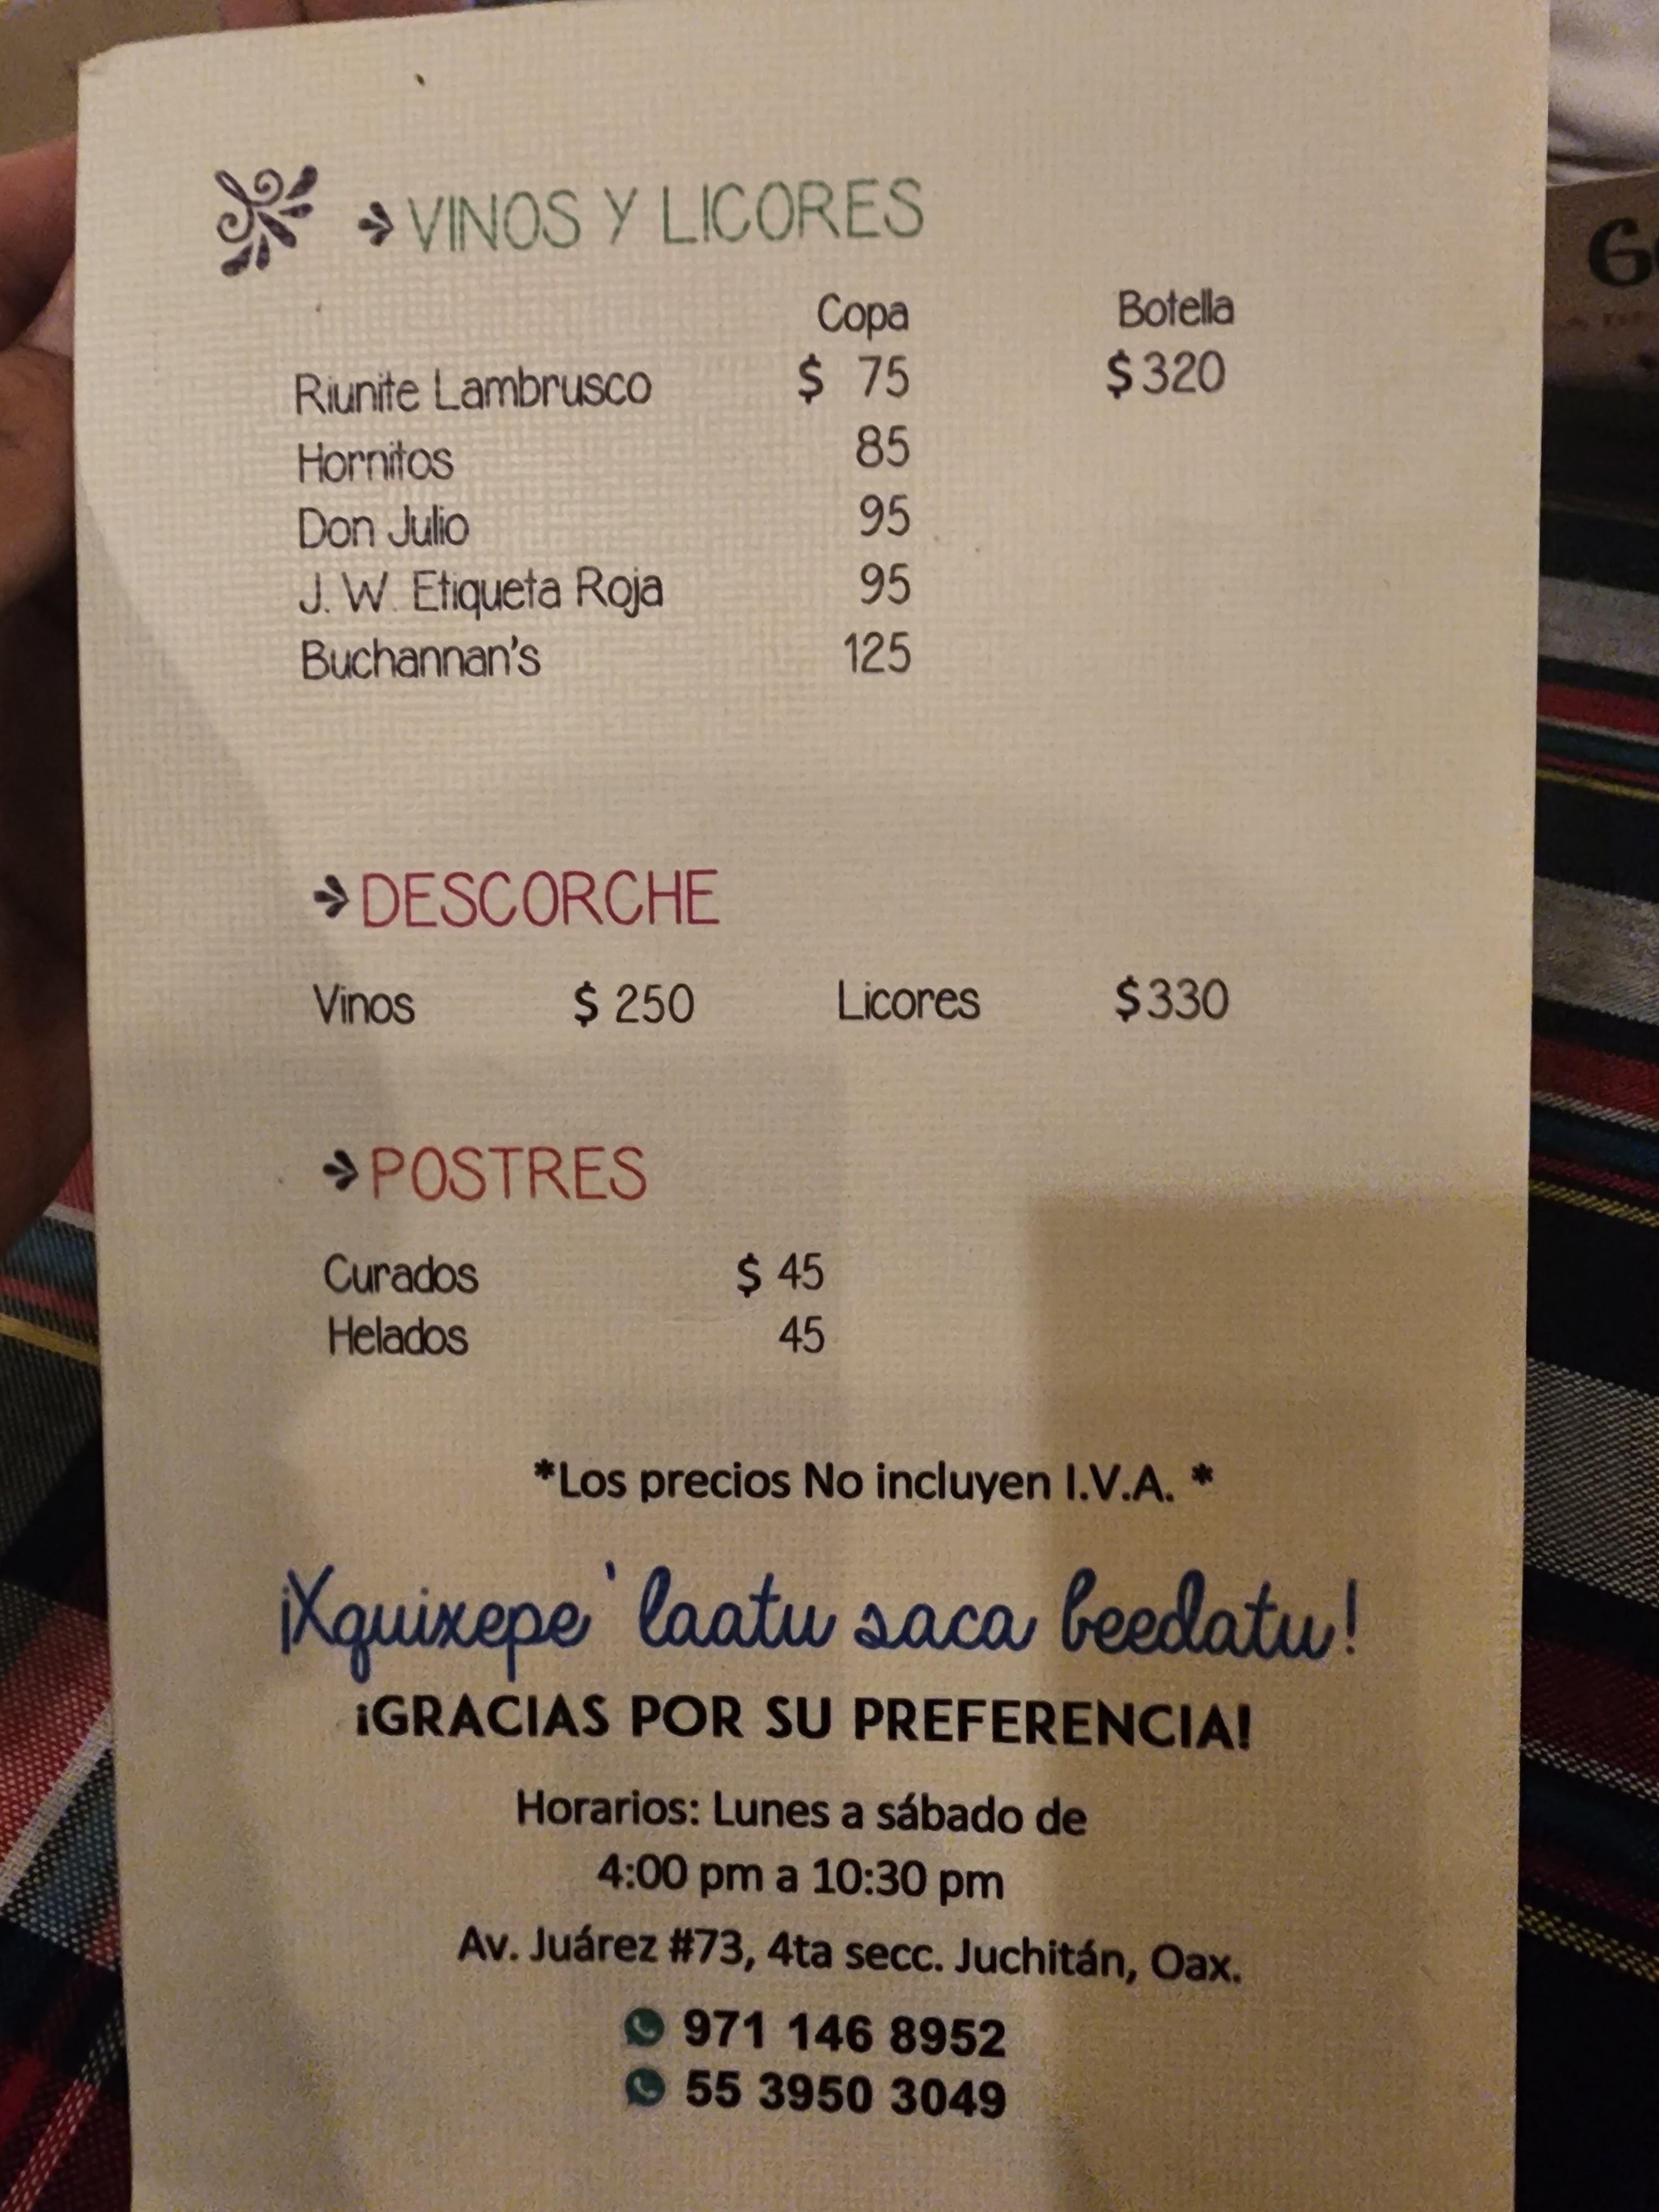 VINOS Y LICORES
Copa Botella
Riunite Lambrusco $ 75 $320
Hornitos 85
Don Julio 95
J. W. Etiqueta Roja 95
Buchannan's 125
DESCORCHE
Vinos $ 250 Licores $330
POSTRES
Curados $ 45
Helados 45
*Los precios No incluyen I.V.A. *
¡Xquixepe' laatu saca beedatu!
¡GRACIAS POR SU PREFERENCIA!
Horarios: Lunes a sábado de
4:00 pm a 10:30 pm
Av. Juárez #73, 4ta secc. Juchitán, Oax.
971 146 8952
55 3950 3049